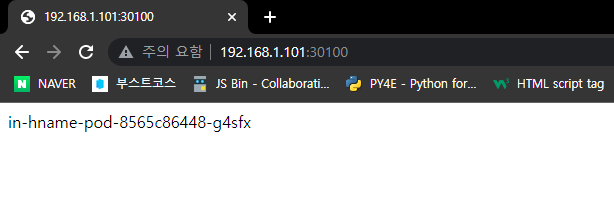 192.168.1.101:30100
주의 요함 192.168.1.101:30100
NAVER 부스트코스 JS Bin - Collaborati... PY4E - Python for... HTML script tag
in-hname-pod-8565c86448-g4sfx